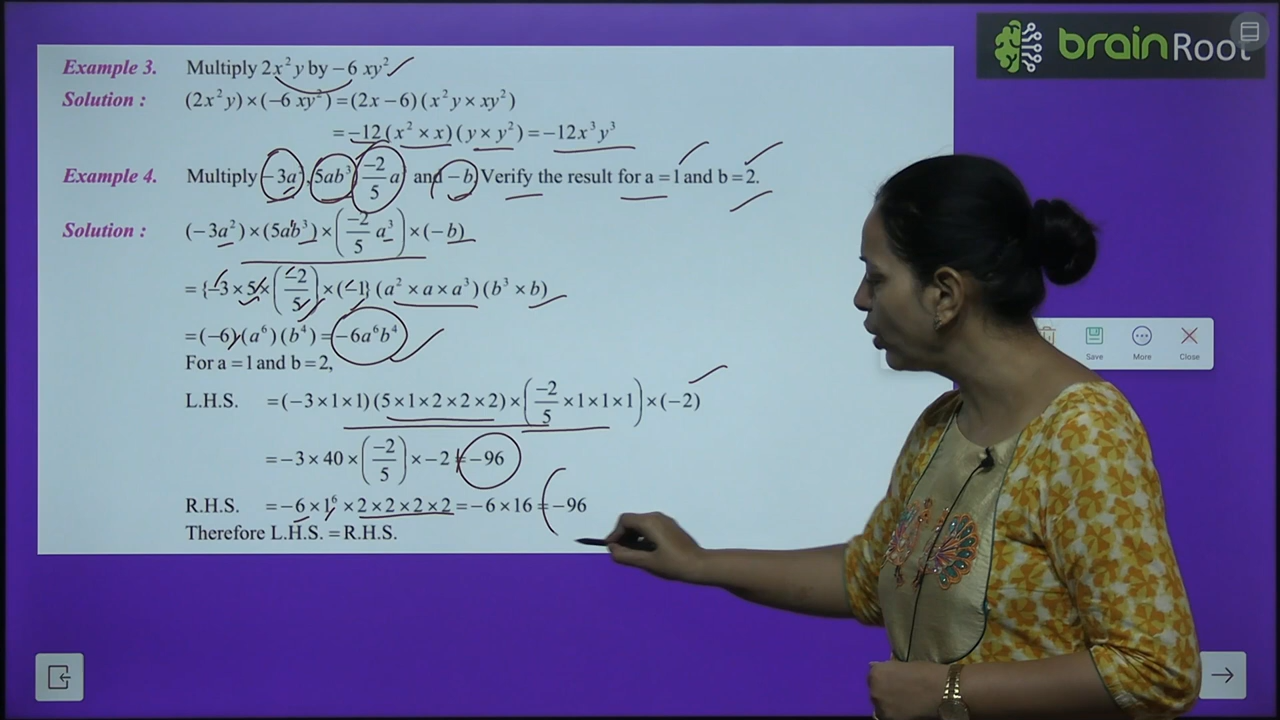 brainRoot
Example 3. Multiply 2x²y by −6 xy²
Solution : (2x²y)×(−6 xy²)=(2x−6)(x²y×xy²)
=−12(x²×x)(y×y²)=−12x³y³
Example 4. Multiply −3a², 5ab³, −2/5 a and −b Verify the result for a =1 and b=2.
Solution : (−3a²)×(5ab³)×(−2/5 a³)×(−b)
={−3×5×(−2/5)×(−1}(a²×a×a³)(b³×b)
=(−6)(a⁶)(b⁴)=−6a⁶b⁴
For a =1 and b=2,
L.H.S. =(−3×1×1)(5×1×2×2×2)×(−2/5×1×1×1)×(−2)
=−3×40×(−2/5)×−2=−96
R.H.S. =−6×1⁶×2×2×2×2=−6×16=−96
Therefore L.H.S.=R.H.S.
Save More Close